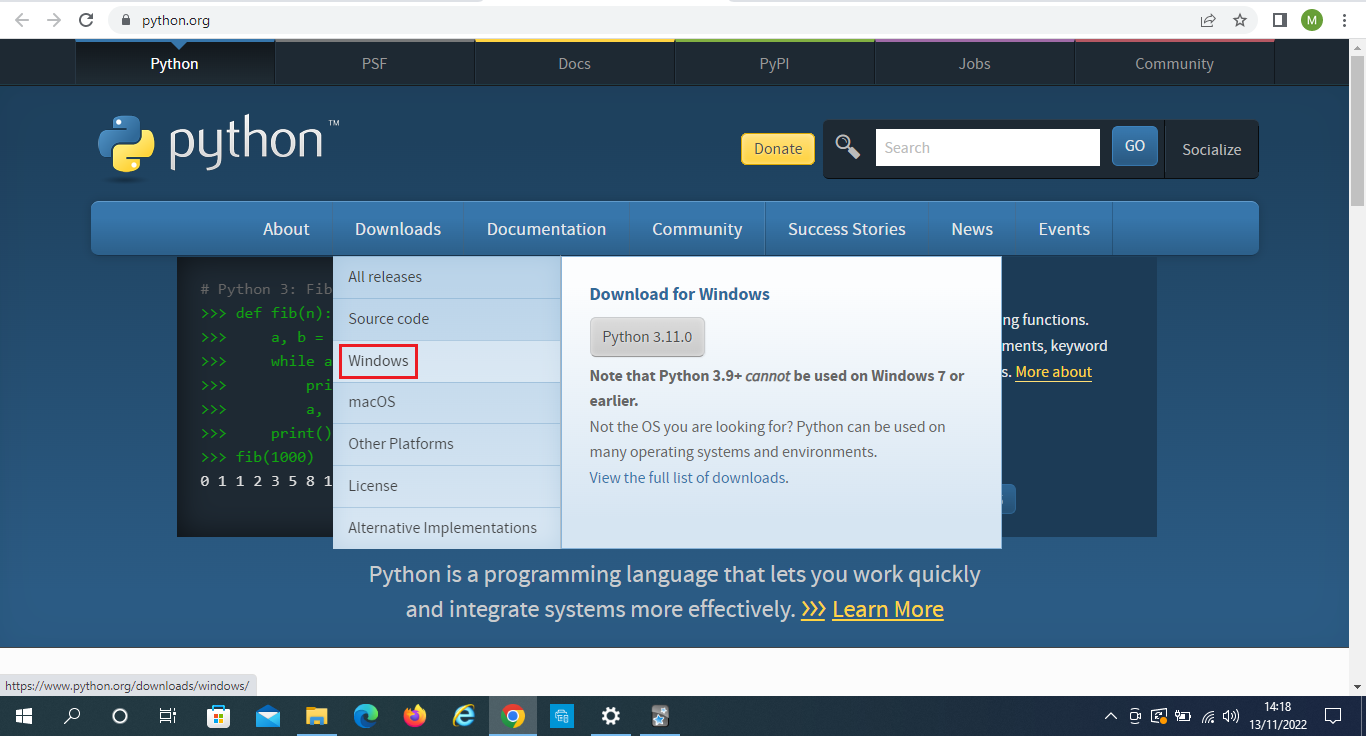 python.org
M
Python PSF Docs PyPI Jobs Community
python™
Donate Search GO Socialize
About Downloads Documentation Community Success Stories News Events
All releases
Source code
Windows
macOS
Other Platforms
License
Alternative Implementations
Download for Windows
Python 3.11.0
Note that Python 3.9+ cannot be used on Windows 7 or
earlier.
Not the OS you are looking for? Python can be used on
many operating systems and environments.
View the full list of downloads.
# Python 3: Fib
>>> def fib(n):
>>> a, b =
>>> while a
>>> pri
>>> a,
>>> print()
>>> fib(1000)
0 1 1 2 3 5 8 1
ng functions.
ments, keyword
s. More about
Python is a programming language that lets you work quickly
and integrate systems more effectively. >>> Learn More
https://www.python.org/downloads/windows/
14:18
13/11/2022